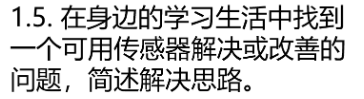 1.5. 在身边的学习生活中找到
一个可用传感器解决或改善的
问题，简述解决思路。